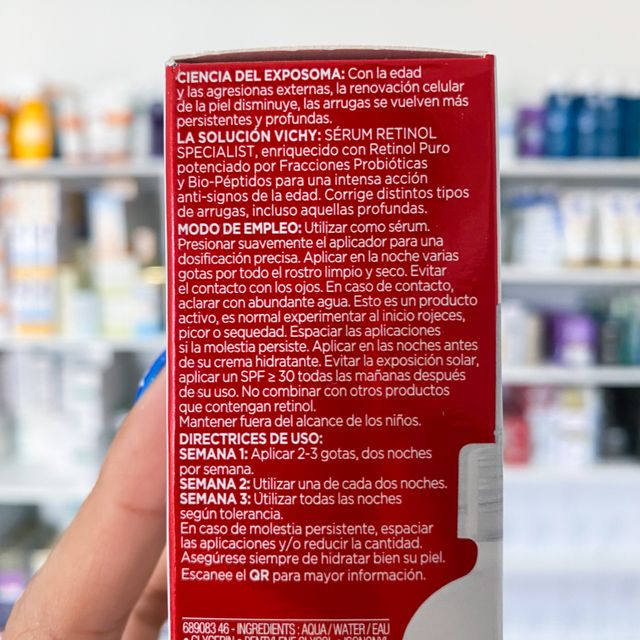 CIENCIA DEL EXPOSOMA: Con la edad
y las agresiones externas, la renovación celular
de la piel disminuye, las arrugas se vuelven más
persistentes y profundas.
LA SOLUCIÓN VICHY: SÉRUM RETINOL
SPECIALIST, enriquecido con Retinol Puro
potenciado por Fracciones Probióticas
y Bio-Péptidos para una intensa acción
anti-signos de la edad. Corrige distintos tipos
de arrugas, incluso aquellas profundas.
MODO DE EMPLEO: Utilizar como sérum.
Presionar suavemente el aplicador para una
dosificación precisa. Aplicar en la noche varias
gotas por todo el rostro limpio y seco. Evitar
el contacto con los ojos. En caso de contacto,
aclarar con abundante agua. Esto es un producto
activo, es normal experimentar al inicio rojeces,
picor o sequedad. Espaciar las aplicaciones
si la molestia persiste. Aplicar en las noches antes
de su crema hidratante. Evitar la exposición solar,
aplicar un SPF ≥ 30 todas las mañanas después
de su uso. No combinar con otros productos
que contengan retinol.
Mantener fuera del alcance de los niños.
DIRECTRICES DE USO:
SEMANA 1: Aplicar 2-3 gotas, dos noches
por semana.
SEMANA 2: Utilizar una de cada dos noches.
SEMANA 3: Utilizar todas las noches
según tolerancia.
En caso de molestia persistente, espaciar
las aplicaciones y/o reducir la cantidad.
Asegúrese siempre de hidratar bien su piel.
Escanee el QR para mayor información.
689083 46 - INGREDIENTS: AQUA / WATER / EAU
• GLYCERIN • PENTYLENE GLYCOL • ISONONYL